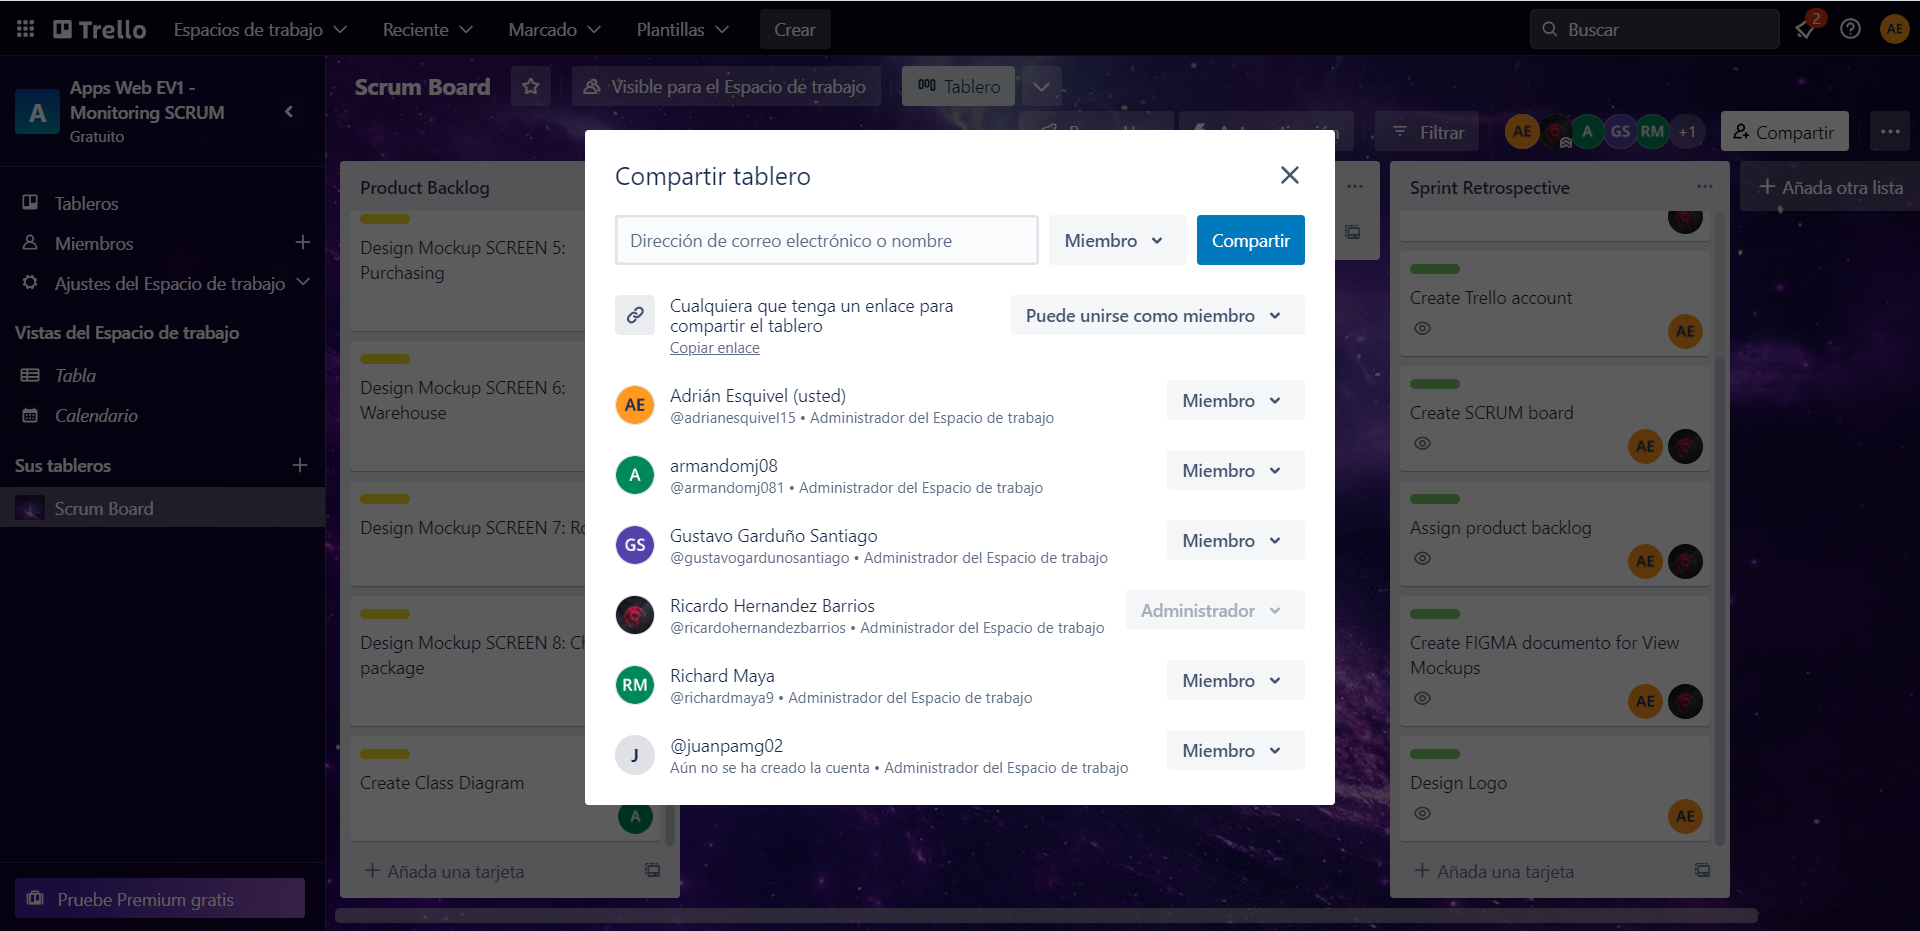 Trello
Espacios de trabajo
Reciente
Marcado
Plantillas
Crear
Buscar
2
AE
A
Apps Web EV1 -
Monitoring SCRUM
Gratuito
Scrum Board
Visible para el Espacio de trabajo
Tablero
Filtrar
AE
A
GS
RM
+1
Compartir
Tableros
Miembros
Ajustes del Espacio de trabajo
Vistas del Espacio de trabajo
Tabla
Calendario
Sus tableros
Scrum Board
Pruebe Premium gratis
Product Backlog
Design Mockup SCREEN 5:
Purchasing
Design Mockup SCREEN 6:
Warehouse
Design Mockup SCREEN 7:
Design Mockup SCREEN 8:
package
Create Class Diagram
A
Añada una tarjeta
Compartir tablero
Dirección de correo electrónico o nombre
Miembro
Compartir
Cualquiera que tenga un enlace para
compartir el tablero
Copiar enlace
Puede unirse como miembro
AE
Adrián Esquivel (usted)
@adrianesquivel15 • Administrador del Espacio de trabajo
Miembro
A
armandomj08
@armandomj081 • Administrador del Espacio de trabajo
Miembro
GS
Gustavo Garduño Santiago
@gustavogardunosantiago • Administrador del Espacio de trabajo
Miembro
Ricardo Hernandez Barrios
@ricardohernandezbarrios • Administrador del Espacio de trabajo
Administrador
RM
Richard Maya
@richardmaya9 • Administrador del Espacio de trabajo
Miembro
J
@juanpamg02
Aún no se ha creado la cuenta • Administrador del Espacio de trabajo
Miembro
Sprint Retrospective
Create Trello account
AE
Create SCRUM board
AE
Assign product backlog
AE
Create FIGMA documento for View
Mockups
AE
Design Logo
AE
Añada una tarjeta
Añada otra lista